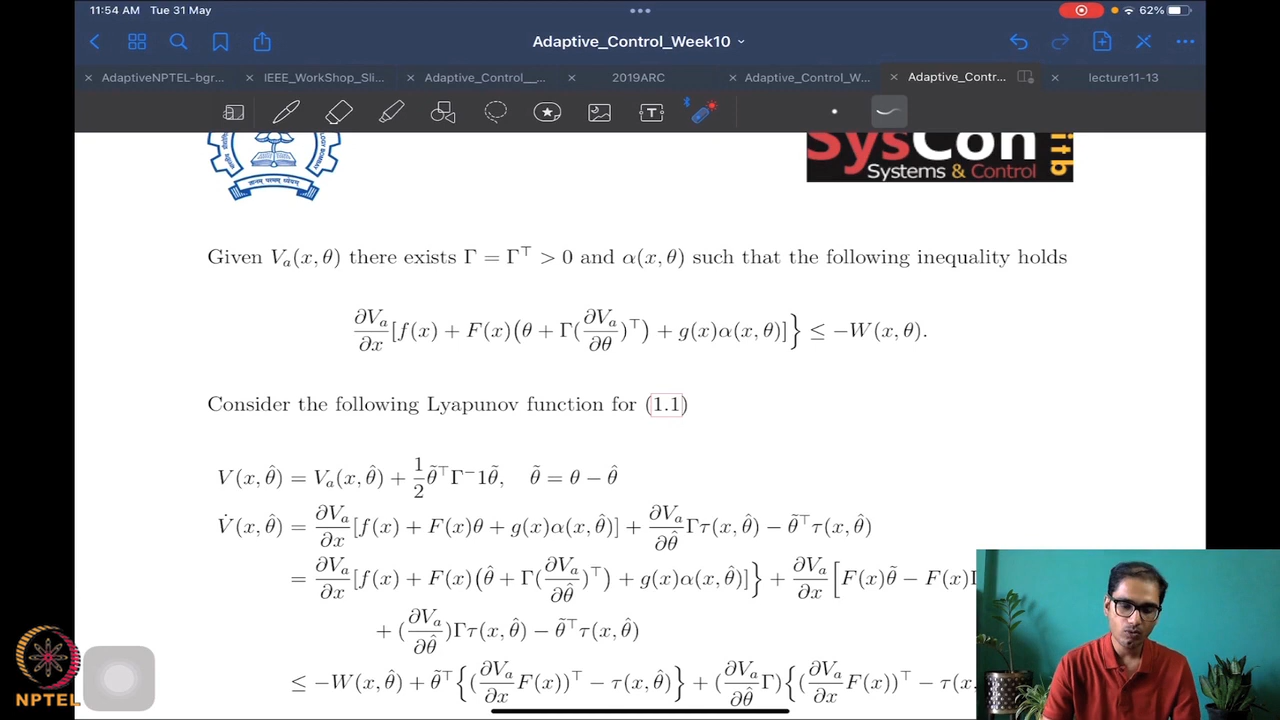 11:54 AM Tue 31 May
62%
Adaptive_Control_Week10
AdaptiveNPTEL-bgr... IEEE_WorkShop_Sli... Adaptive_Control__... 2019ARC Adaptive_Control_W... Adaptive_Contr... lecture11-13
SysCon
Systems & Control
iitb
Given V_a(x, θ) there exists Γ = Γ^⊤ > 0 and α(x, θ) such that the following inequality holds
∂V_a/∂x [f(x) + F(x)(θ + Γ(∂V_a/∂θ)^⊤) + g(x)α(x, θ)]} ≤ −W(x, θ).
Consider the following Lyapunov function for (1.1)
V(x, θ̂) = V_a(x, θ̂) + 1/2 θ̃^⊤Γ^−1θ̃, θ̃ = θ − θ̂
V̇(x, θ̂) = ∂V_a/∂x [f(x) + F(x)θ + g(x)α(x, θ̂)] + ∂V_a/∂θ̂ Γτ(x, θ̂) − θ̃^⊤τ(x, θ̂)
= ∂V_a/∂x [f(x) + F(x)(θ̂ + Γ(∂V_a/∂θ̂)^⊤) + g(x)α(x, θ̂)]} + ∂V_a/∂x [F(x)θ̃ − F(x)
+ (∂V_a/∂θ̂)Γτ(x, θ̂) − θ̃^⊤τ(x, θ̂)
≤ −W(x, θ̂) + θ̃^⊤{(∂V_a/∂x F(x))^⊤ − τ(x, θ̂)} + (∂V_a/∂θ̂ Γ){(∂V_a/∂x F(x))^⊤ − τ(x,
NPTEL